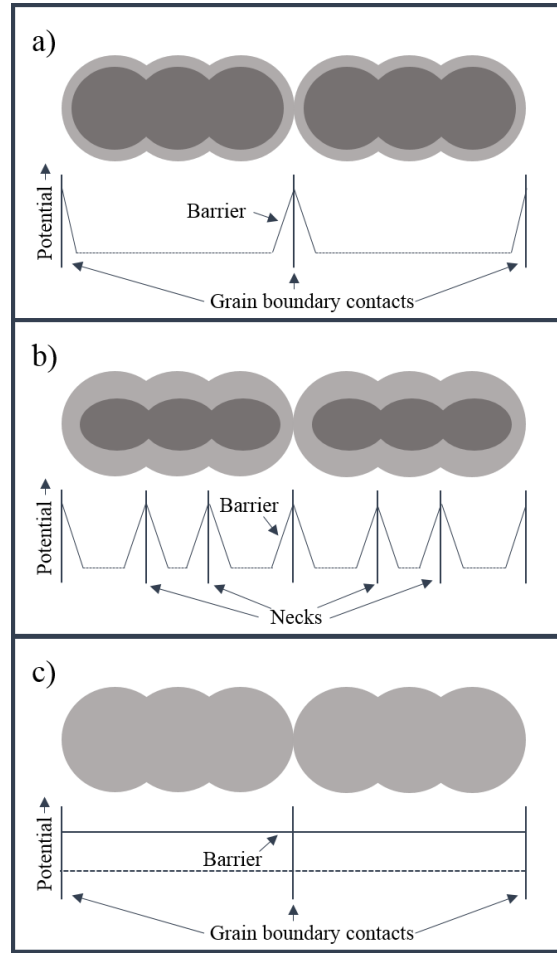 a)
Potential
Barrier
Grain boundary contacts
b)
Potential
Barrier
Necks
c)
Potential
Barrier
Grain boundary contacts